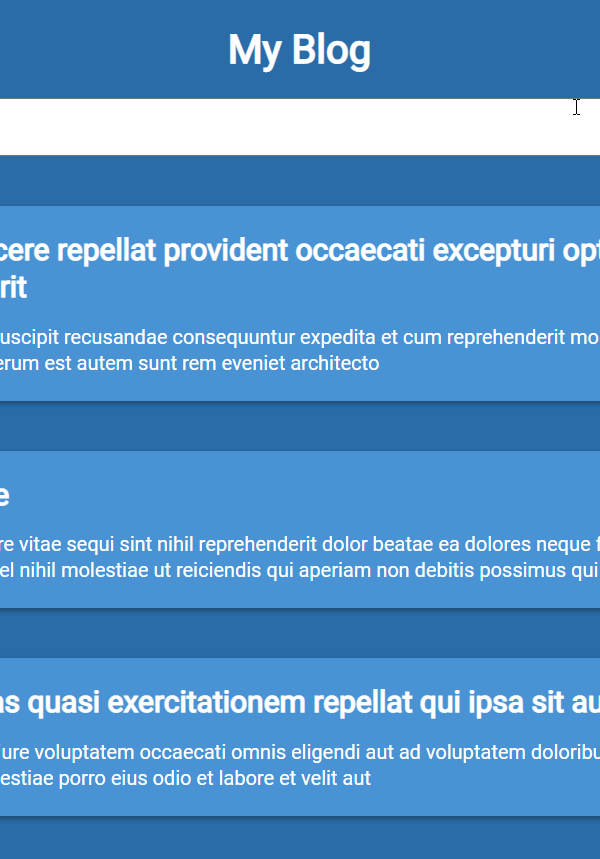 My Blog
cere repellat provident occaecati excepturi opt
rit
uscipit recusandae consequuntur expedita et cum reprehenderit mo
erum est autem sunt rem eveniet architecto
e
re vitae sequi sint nihil reprehenderit dolor beatae ea dolores neque f
el nihil molestiae ut reiciendis qui aperiam non debitis possimus qui
as quasi exercitationem repellat qui ipsa sit au
ure voluptatem occaecati omnis eligendi aut ad voluptatem doloribu
estiae porro eius odio et labore et velit aut